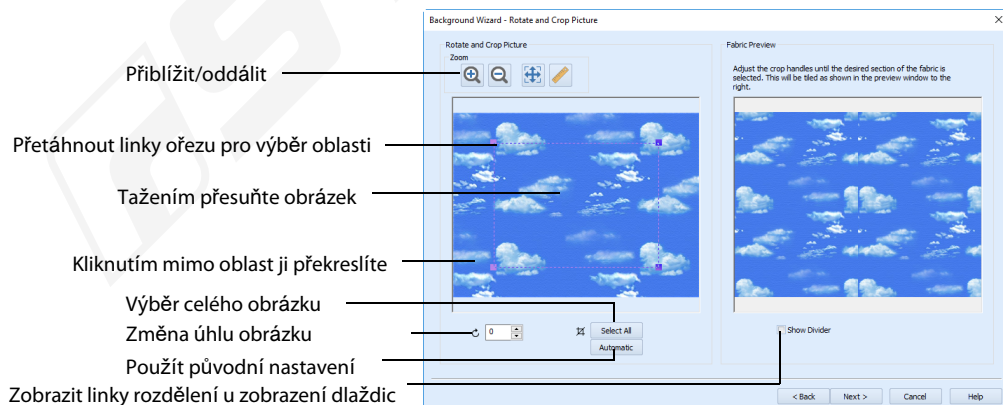 Background Wizard - Rotate and Crop Picture
Rotate and Crop Picture
Zoom
Přiblížit/oddálit
Přetáhnout linky ořezu pro výběr oblasti
Tažením přesuňte obrázek
Kliknutím mimo oblast ji překreslíte
Výběr celého obrázku
Změna úhlu obrázku
Použít původní nastavení
Zobrazit linky rozdělení u zobrazení dlaždic
0
Select All
Automatic
Fabric Preview
Adjust the crop handles until the desired section of the fabric is
selected. This will be tiled as shown in the preview window to the
right.
Show Divider
< Back
Next >
Cancel
Help